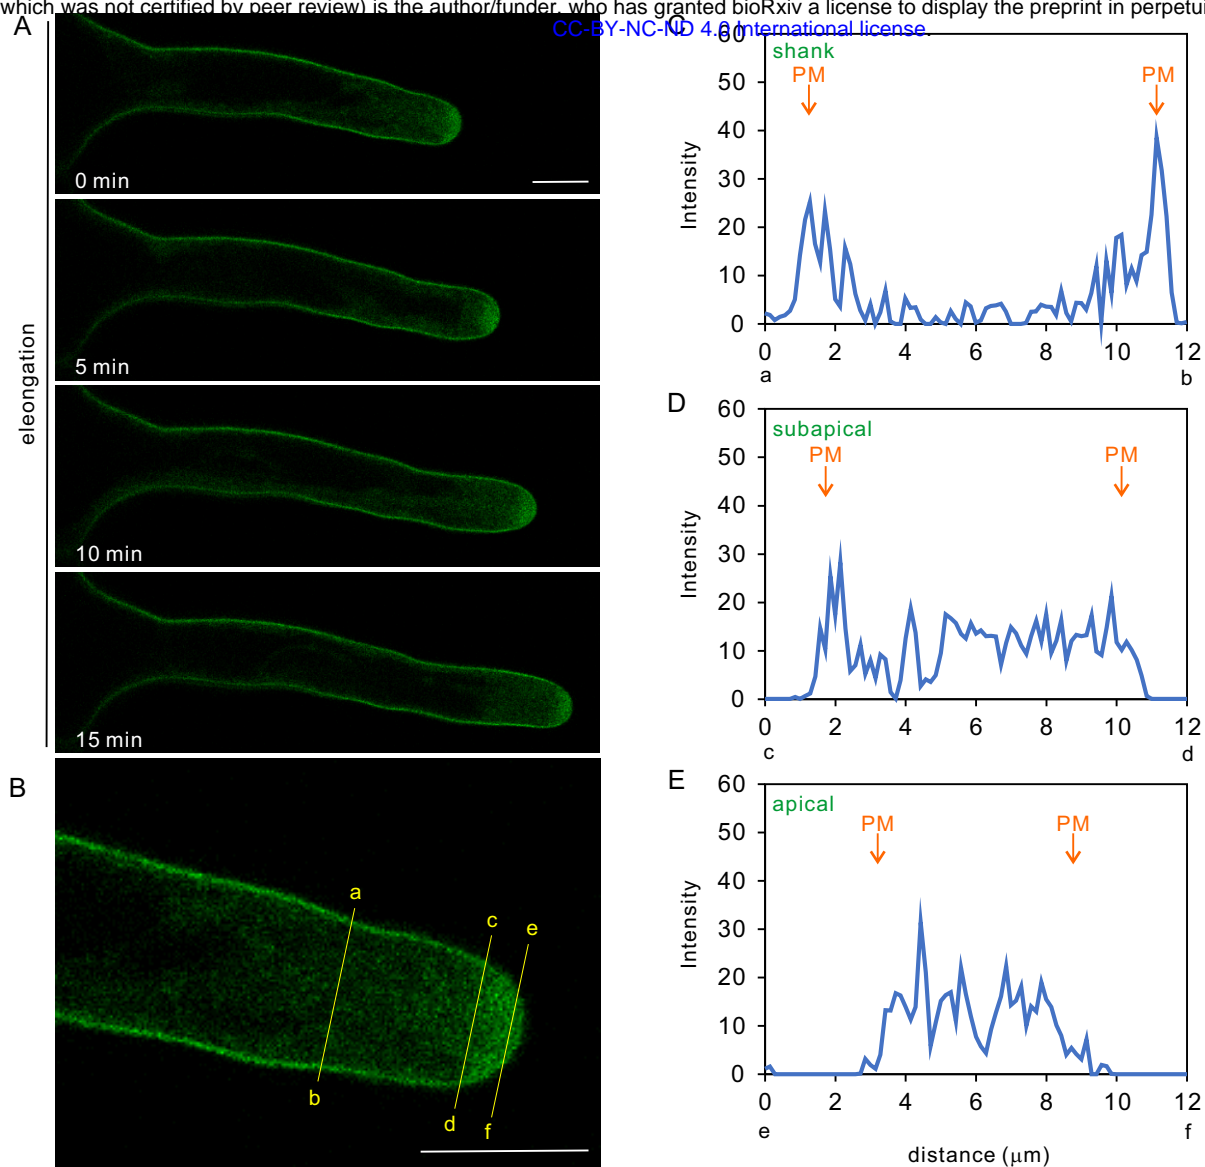 which was not certified by peer review) is the author/funder, who has granted bioRxiv a license to display the preprint in perpetui
CC-BY-NC-ND 4.0 International license.
A
0 min
5 min
10 min
15 min
eleongation
B
a
c
e
b
d
f
C
shank
PM
PM
Intensity
60
50
40
30
20
10
0
0 2 4 6 8 10 12
a b
D
subapical
PM
PM
Intensity
60
50
40
30
20
10
0
0 2 4 6 8 10 12
c d
E
apical
PM
PM
Intensity
60
50
40
30
20
10
0
0 2 4 6 8 10 12
e f
distance (μm)